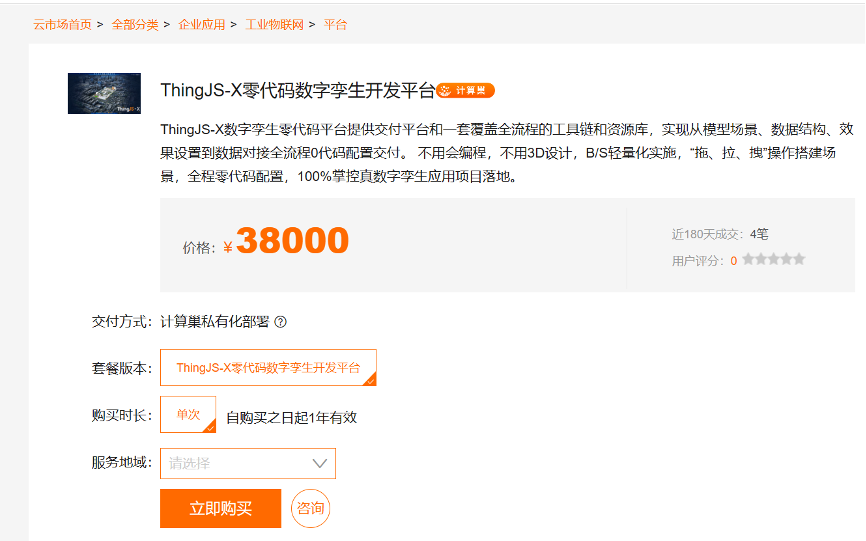 云市场首页 > 全部分类 > 企业应用 > 工业物联网 > 平台
ThingJS-X零代码数字孪生开发平台 计算巢
ThingJS-X
ThingJS-X数字孪生零代码平台提供交付平台和一套覆盖全流程的工具链和资源库，实现从模型场景、数据结构、效
果设置到数据对接全流程0代码配置交付。 不用会编程，不用3D设计，B/S轻量化实施，“拖、拉、拽”操作搭建场
景，全程零代码配置，100%掌控真数字孪生应用项目落地。
价格：￥38000
近180天成交：4笔
用户评分：0
交付方式：计算巢私有化部署 ?
套餐版本：ThingJS-X零代码数字孪生开发平台
购买时长：单次 自购买之日起1年有效
服务地域：请选择
立即购买 咨询